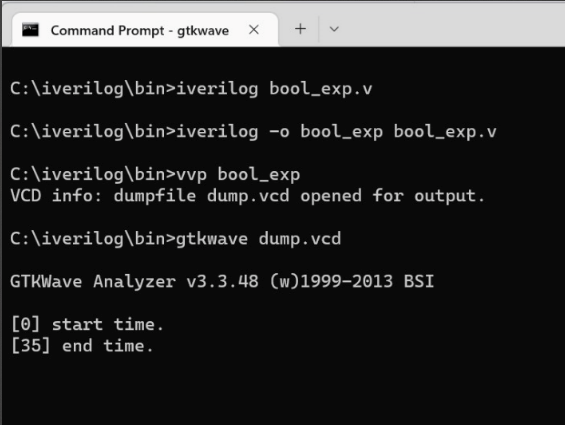 Command Prompt - gtkwave
C:\iverilog\bin>iverilog bool_exp.v
C:\iverilog\bin>iverilog -o bool_exp bool_exp.v
C:\iverilog\bin>vvp bool_exp
VCD info: dumpfile dump.vcd opened for output.
C:\iverilog\bin>gtkwave dump.vcd
GTKWave Analyzer v3.3.48 (w)1999-2013 BSI
[0] start time.
[35] end time.